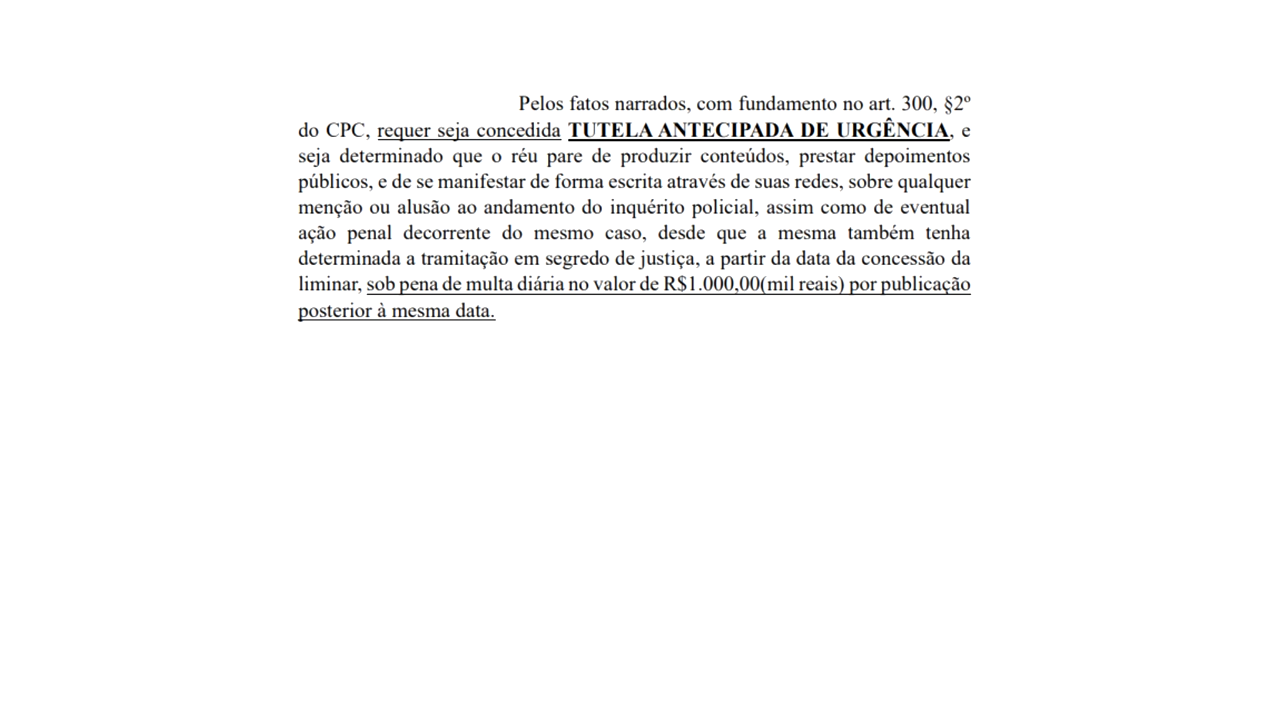 Pelos fatos narrados, com fundamento no art. 300, §2º
do CPC, requer seja concedida TUTELA ANTECIPADA DE URGÊNCIA, e
seja determinado que o réu pare de produzir conteúdos, prestar depoimentos
públicos, e de se manifestar de forma escrita através de suas redes, sobre qualquer
menção ou alusão ao andamento do inquérito policial, assim como de eventual
ação penal decorrente do mesmo caso, desde que a mesma também tenha
determinada a tramitação em segredo de justiça, a partir da data da concessão da
liminar, sob pena de multa diária no valor de R$1.000,00(mil reais) por publicação
posterior à mesma data.